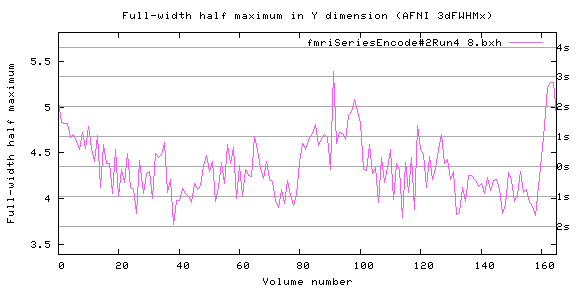 Full-width half maximum in Y dimension (AFNI 3dFWHMx)
fmriSeriesEncode#2Run4 8.bxh
Full-width half maximum
5.5
5
4.5
4
3.5
4s
3s
2s
1s
0s
1s
2s
0 20 40 60 80 100 120 140 160
Volume number